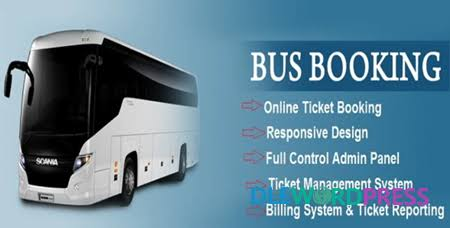 BUS BOOKING
Online Ticket Booking
Responsive Design
Full Control Admin Panel
Ticket Management System
Billing System & Ticket Reporting
SCANIA
DLSWORDPRESS